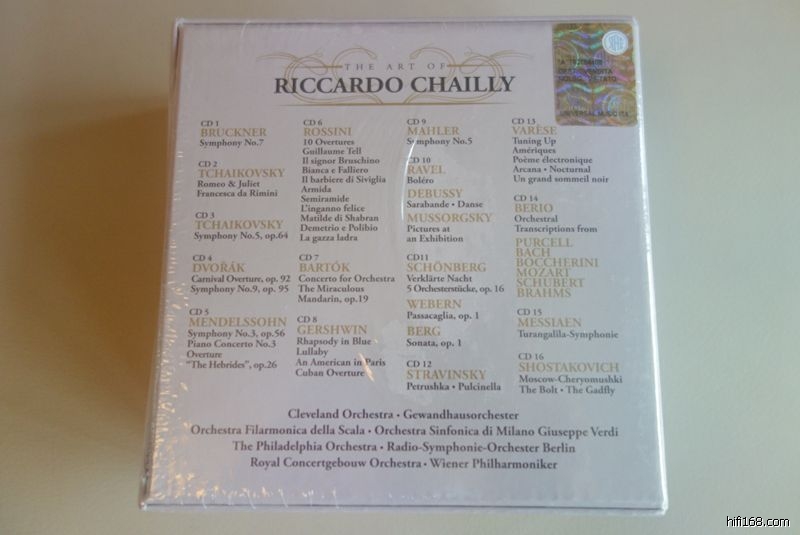 THE ART OF
RICCARDO CHAILLY
CD 1
BRUCKNER
Symphony No.7
CD 2
TCHAIKOVSKY
Romeo & Juliet
Francesca da Rimini
CD 3
TCHAIKOVSKY
Symphony No.5, op.64
CD 4
DVOŘÁK
Carnival Overture, op. 92
Symphony No.9, op. 95
CD 5
MENDELSSOHN
Symphony No.3, op.56
Piano Concerto No.3
Overture
"The Hebrides", op.26
CD 6
ROSSINI
10 Overtures
Guillaume Tell
Il signor Bruschino
Bianca e Falliero
Il barbiere di Siviglia
Armida
Semiramide
L'inganno felice
Matilde di Shabran
Demetrio e Polibio
La gazza ladra
CD 7
BARTÓK
Concerto for Orchestra
The Miraculous
Mandarin, op.19
CD 8
GERSHWIN
Rhapsody in Blue
Lullaby
An American in Paris
Cuban Overture
CD 9
MAHLER
Symphony No.5
CD 10
RAVEL
Boléro
DEBUSSY
Sarabande • Danse
MUSSORGSKY
Pictures at
an Exhibition
CD11
SCHÖNBERG
Verklärte Nacht
5 Orchesterstücke, op. 16
WEBERN
Passacaglia, op. 1
BERG
Sonata, op. 1
CD 12
STRAVINSKY
Petrushka • Pulcinella
CD 13
VARÈSE
Tuning Up
Amériques
Poème électronique
Arcana • Nocturnal
Un grand sommeil noir
CD 14
BERIO
Orchestral
Transcriptions from
PURCELL
BACH
BOCCHERINI
MOZART
SCHUBERT
BRAHMS
CD 15
MESSIAEN
Turangalila-Symphonie
CD 16
SHOSTAKOVICH
Moscow-Cheryomushki
The Bolt • The Gadfly
Cleveland Orchestra • Gewandhausorchester
Orchestra Filarmonica della Scala • Orchestra Sinfonica di Milano Giuseppe Verdi
The Philadelphia Orchestra • Radio-Symphonie-Orchester Berlin
Royal Concertgebouw Orchestra • Wiener Philharmoniker
SIAE
VENDITA
NOLEG. VIETATO
UNIVERSAL MUSIC ITA
hifi168.com